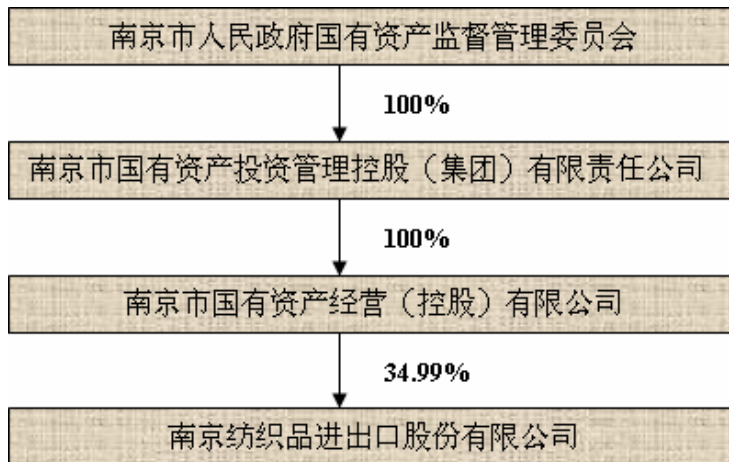 南京市人民政府国有资产监督管理委员会
100%
南京市国有资产投资管理控股（集团）有限责任公司
100%
南京市国有资产经营（控股）有限公司
34.99%
南京纺织品进出口股份有限公司